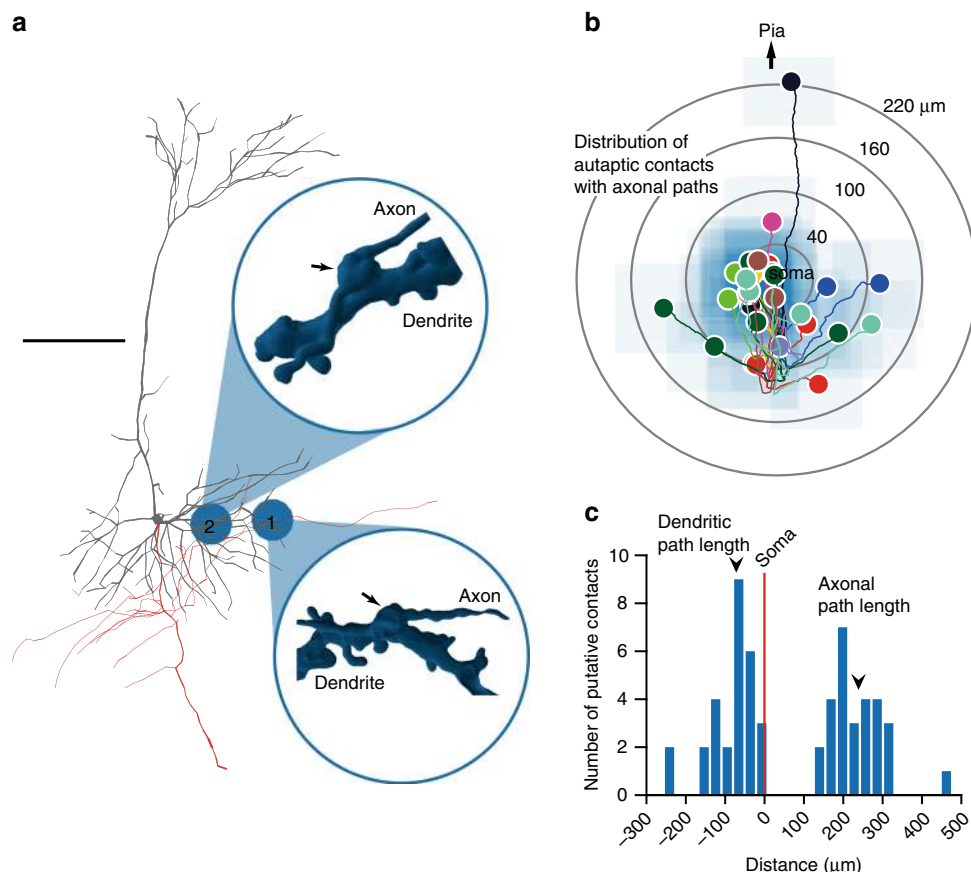 a
Axon
Dendrite
2
1
Axon
Dendrite
b
Pia
220 μm
160
100
40
soma
Distribution of
autaptic contacts
with axonal paths
c
Dendritic
path length
Soma
Axonal
path length
Number of putative contacts
10
8
6
4
2
0
−300
−200
−100
0
100
200
300
400
500
Distance (μm)